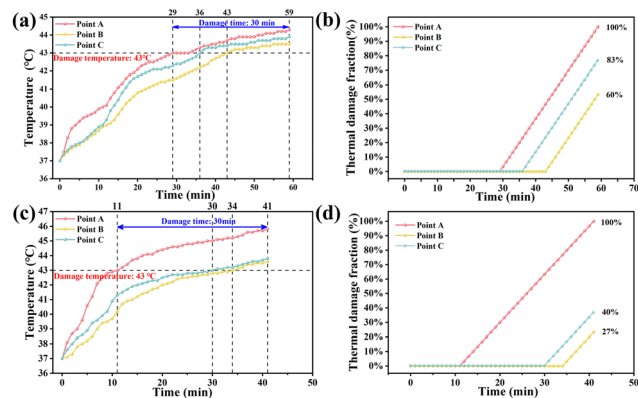 (a)
29 36 43 59
Point A
Point B
Point C
Damage time: 30 min
Damage temperature: 43℃
Temperature (℃)
45
44
43
42
41
40
39
38
37
36
0 10 20 30 40 50 60 70
Time (min)
(b)
Point A
Point B
Point C
100%
83%
60%
Thermal damage fraction(%)
100%
90%
80%
70%
60%
50%
40%
30%
20%
10%
0%
0 10 20 30 40 50 60 70
Time (min)
(c)
11 30 34 41
Point A
Point B
Point C
Damage time: 30min
Damage temperature: 43 ℃
Temperature (℃)
47
46
45
44
43
42
41
40
39
38
37
36
0 10 20 30 40 50
Time (min)
(d)
Point A
Point B
Point C
100%
40%
27%
Thermal damage fraction (%)
100%
90%
80%
70%
60%
50%
40%
30%
20%
10%
0%
0 10 20 30 40 50
Time (min)